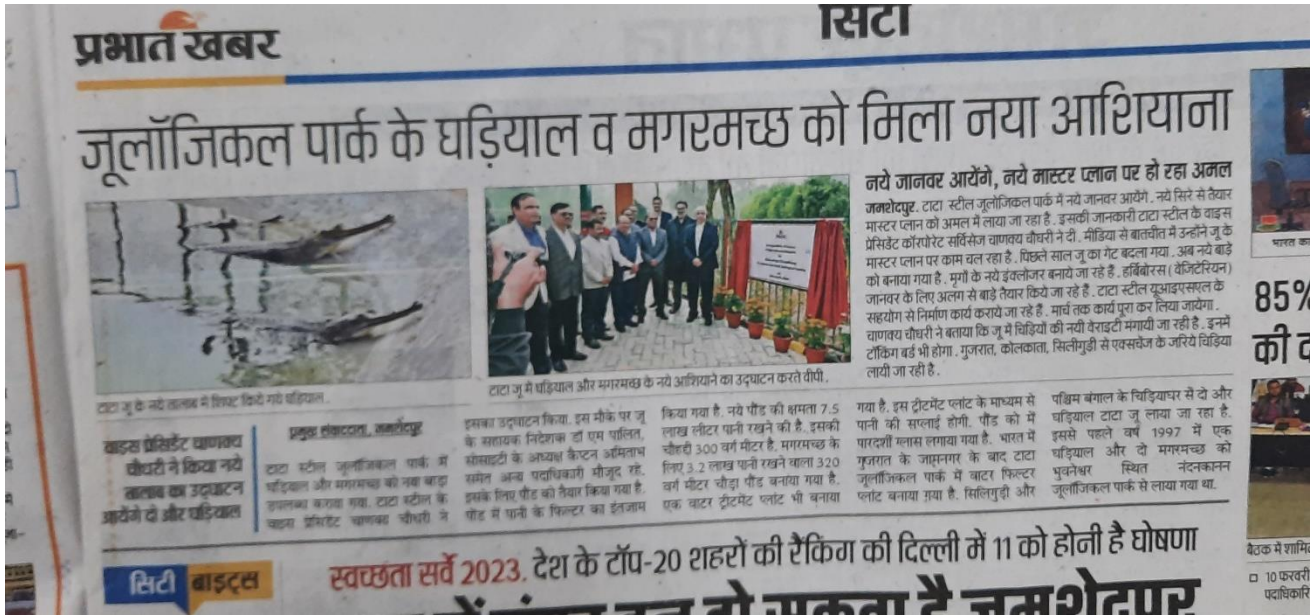 प्रभात खबर
सिटी
जूलॉजिकल पार्क के घड़ियाल व मगरमच्छ को मिला नया आशियाना
टाटा जू के नये तालाब में शिफ्ट किये गये घड़ियाल.
टाटा जू में घड़ियाल और मगरमच्छ के नये आशियाने का उद्घाटन करते वीपी.
नये जानवर आयेंगे, नये मास्टर प्लान पर हो रहा अमल
जमशेदपुर. टाटा स्टील जूलोजिकल पार्क में नये जानवर आयेंगे. नये सिरे से तैयार
मास्टर प्लान को अमल में लाया जा रहा है. इसकी जानकारी टाटा स्टील के वाइस
प्रेसिडेंट कॉरपोरेट सर्विसेज चाणक्य चौधरी ने दी. मीडिया से बातचीत में उन्होंने जू के
मास्टर प्लान पर काम चल रहा है. पिछले साल जू का गेट बदला गया. अब नये बाड़े
को बनाया गया है. मृगों के नये इंक्लोजर बनाये जा रहे हैं. हर्बिबोरस (वेजिटेरियन)
जानवर के लिए अलग से बाड़े तैयार किये जा रहे हैं. टाटा स्टील यूआइएसएल के
सहयोग से निर्माण कार्य कराये जा रहे हैं. मार्च तक कार्य पूरा कर लिया जायेगा.
चाणक्य चौधरी ने बताया कि जू में चिड़ियों की नयी वेराइटी मंगायी जा रही है. इनमें
टॉकिंग बर्ड भी होगा. गुजरात, कोलकाता, सिलीगुड़ी से एक्सचेंज के जरिये चिड़िया
लायी जा रही है.
वाइस प्रेसिडेंट चाणक्य
चौधरी ने किया नये
तालाब का उद्घाटन
आयेंगे दो और घड़ियाल
प्रमुख संवाददाता, जमशेदपुर
टाटा स्टील जूलॉजिकल पार्क में
घड़ियाल और मगरमच्छ को नया बाड़ा
उपलब्ध कराया गया. टाटा स्टील के
वाइस प्रेसिडेंट चाणक्य चौधरी ने
इसका उद्घाटन किया. इस मौके पर जू
के सहायक निदेशक डॉ एम पालित,
सोसाइटी के अध्यक्ष कैप्टन अमिताभ
समेत अन्य पदाधिकारी मौजूद रहे.
इसके लिए पौंड को तैयार किया गया है.
पौंड में पानी के फिल्टर का इंतजाम
किया गया है. नये पौंड की क्षमता 7.5
लाख लीटर पानी रखने की है. इसकी
चौहद्दी 300 वर्ग मीटर है. मगरमच्छ के
लिए 3.2 लाख पानी रखने वाला 320
वर्ग मीटर चौड़ा पौंड बनाया गया है.
एक वाटर ट्रीटमेंट प्लांट भी बनाया
गया है. इस ट्रीटमेंट प्लांट के माध्यम से
पानी की सप्लाई होगी. पौंड को में
पारदर्शी ग्लास लगाया गया है. भारत में
गुजरात के जामनगर के बाद टाटा
जूलॉजिकल पार्क में वाटर फिल्टर
प्लांट बनाया गया है. सिलिगुड़ी और
पश्चिम बंगाल के चिड़ियाघर से दो और
घड़ियाल टाटा जू लाया जा रहा है.
इससे पहले वर्ष 1997 में एक
घड़ियाल और दो मगरमच्छ को
भुवनेश्वर स्थित नंदनकानन
जूलॉजिकल पार्क से लाया गया था.
सिटी बाइट्स
स्वच्छता सर्वे 2023. देश के टॉप-20 शहरों की रैंकिंग की दिल्ली में 11 को होनी है घोषणा
सकता है जमशेदपुर
85%
की
बैठक में
10 फरवरी